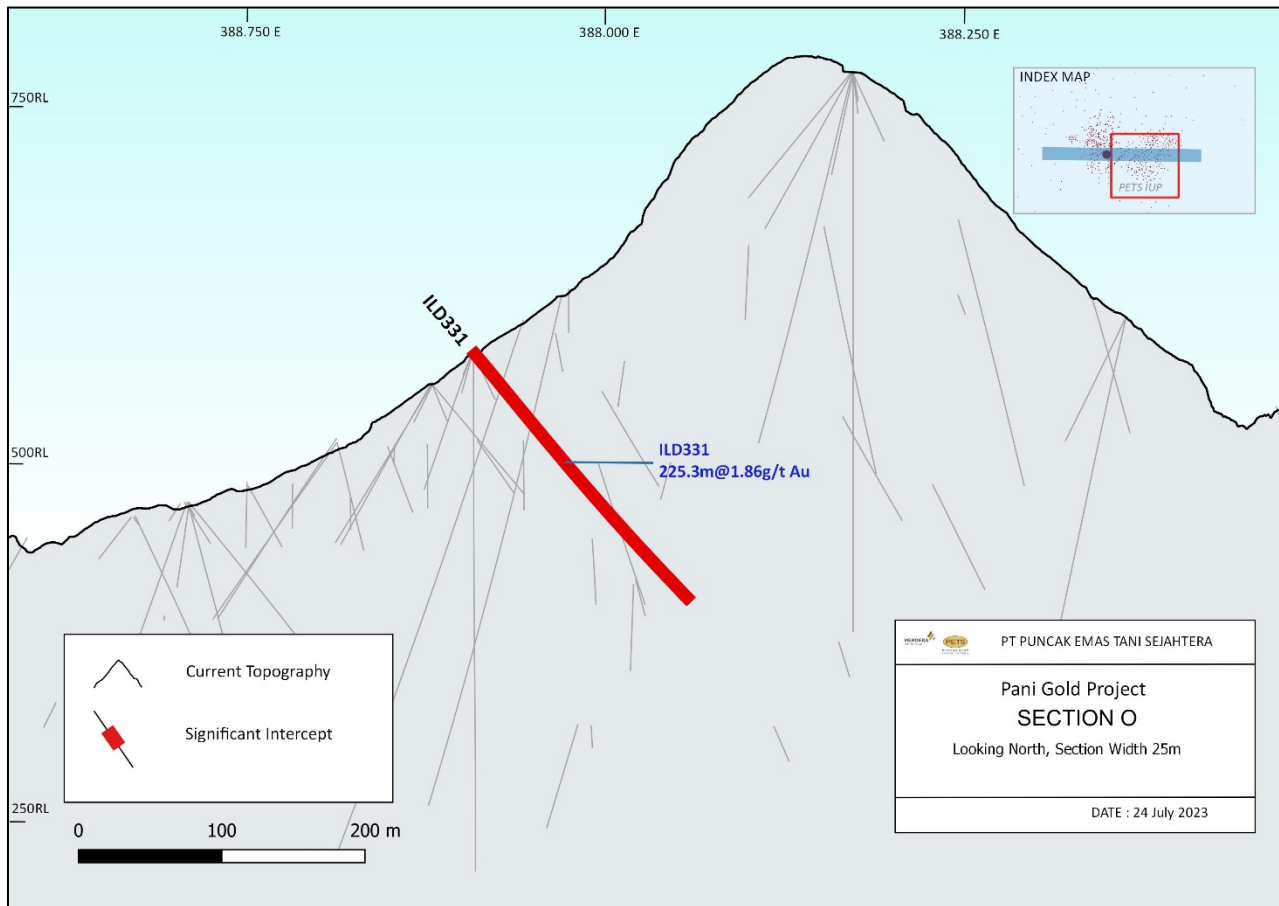 388.750 E
388.000 E
388.250 E
INDEX MAP
PETS IUP
750RL
ILD331
500RL
ILD331
225.3m@1.86g/t Au
Current Topography
Significant Intercept
MERDEKA
PETS
PT PUNCAK EMAS TANI SEJAHTERA
Pani Gold Project
SECTION O
Looking North, Section Width 25m
DATE : 24 July 2023
250RL
0
100
200 m